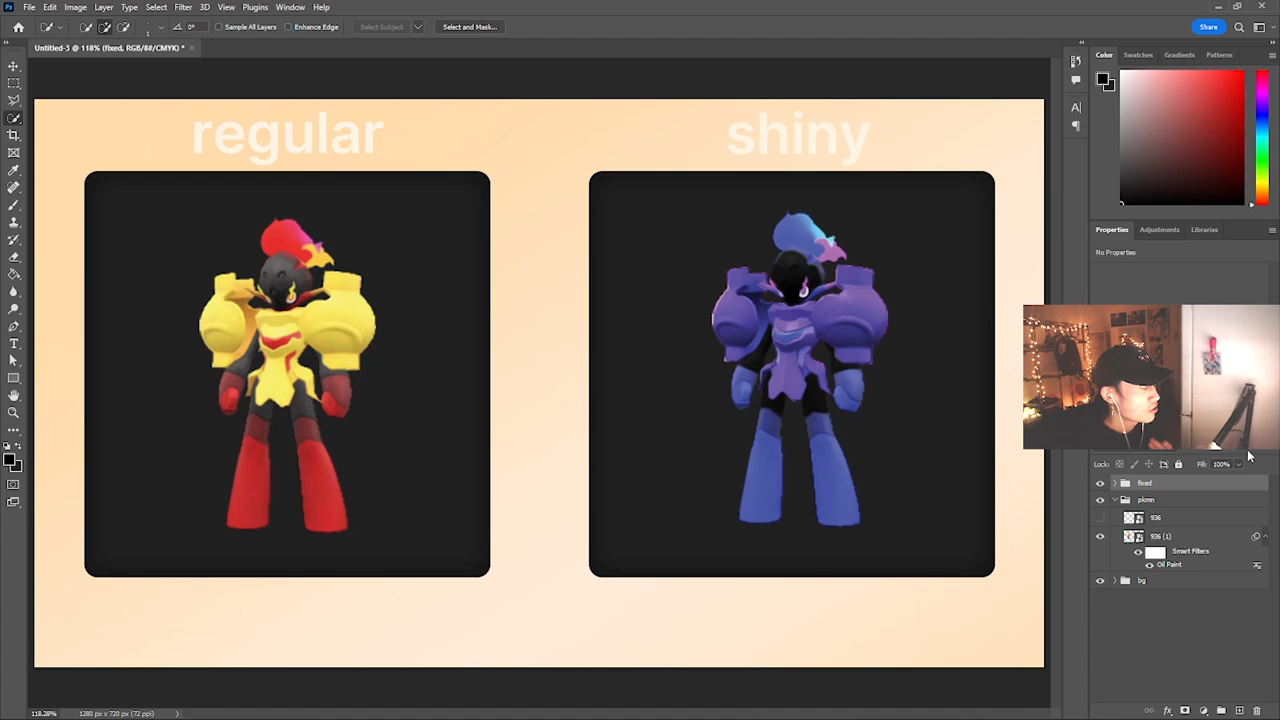 File Edit Image Layer Type Select Filter 3D View Plugins Window Help
1 0° Sample All Layers Enhance Edge Select Subject Select and Mask... Share
Untitled-3 @ 118% (fixed, RGB/8#/CMYK) * ×
Color Swatches Gradients Patterns
regular shiny
Properties Adjustments Libraries
No Properties
Lock: Fill: 100%
fixed
pkmn
936
936 (1)
Smart Filters
Oil Paint
bg
118.28% 1280 px x 720 px (72 ppi)